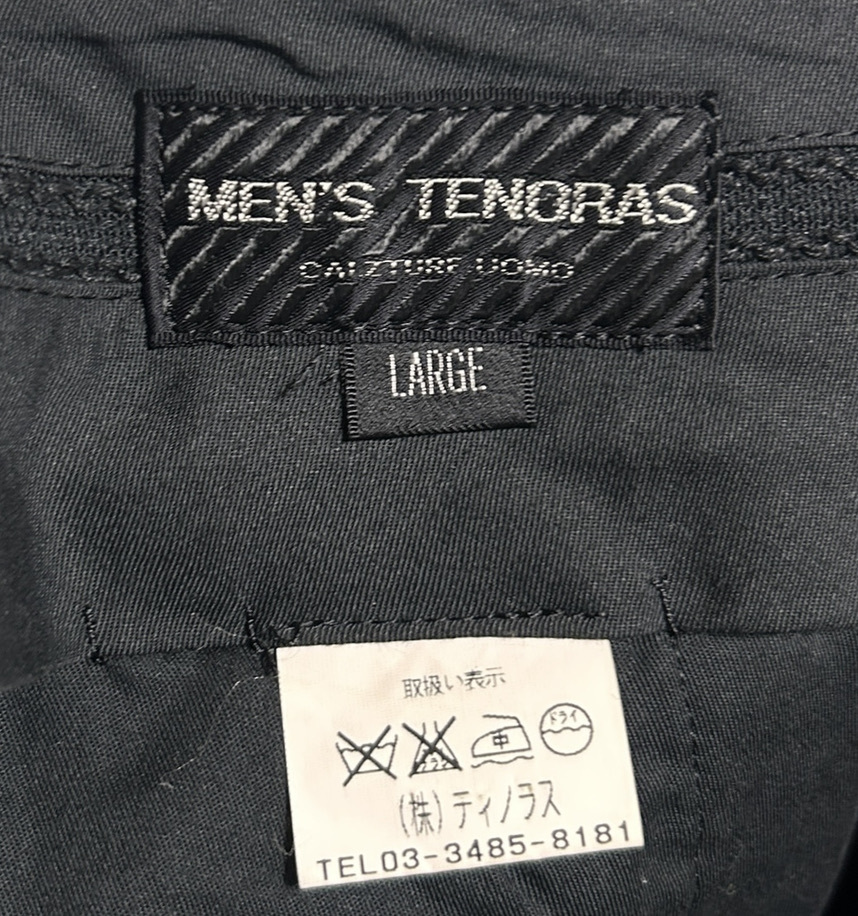 MEN'S TENORAS
CALZTURE UOMO
LARGE
取扱い表示
中 ドライ
(株)ティノラス
TEL03-3485-8181